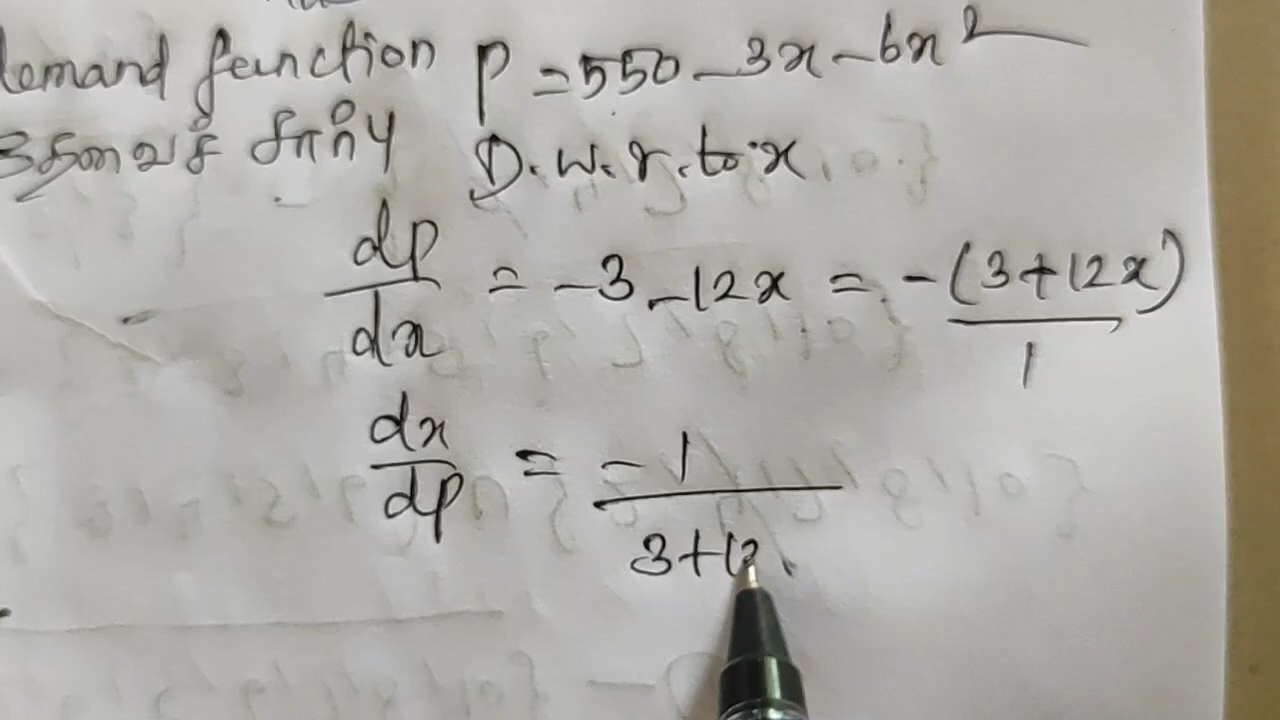 demand function P = 550 - 3x - 6x²
சார்பு D. w. r. to x
dp/dx = -3 - 12x = -(3+12x)/1
dx/dp = -1/3+12